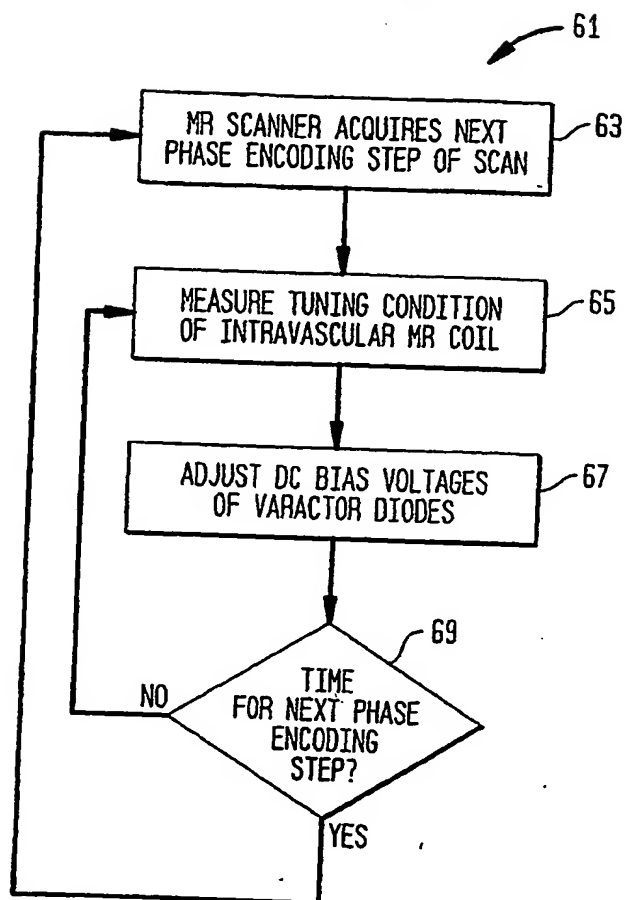 61
MR SCANNER ACQUIRES NEXT
PHASE ENCODING STEP OF SCAN
63
MEASURE TUNING CONDITION
OF INTRAVASCULAR MR COIL
65
ADJUST DC BIAS VOLTAGES
OF VARACTOR DIODES
67
69
TIME
FOR NEXT PHASE
ENCODING
STEP?
NO
YES